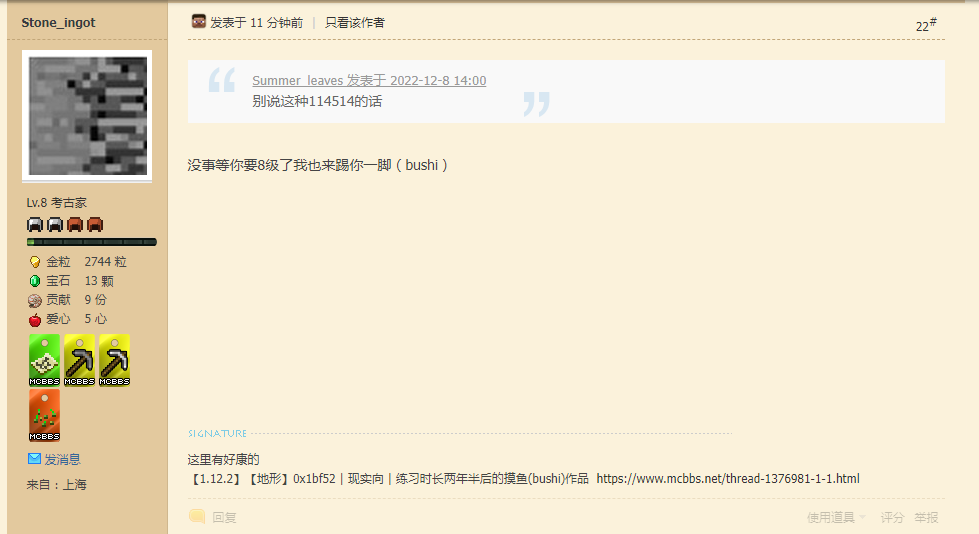 Stone_ingot
发表于 11 分钟前 | 只看该作者
22#
Summer_leaves 发表于 2022-12-8 14:00
别说这种114514的话
没事等你要8级了我也来踢你一脚（bushi）
Lv.8 考古家
金粒 2744 粒
宝石 13 颗
贡献 9 份
爱心 5 心
MCBBS MCBBS MCBBS
MCBBS
发消息
来自：上海
SIGNATURE
这里有好康的
【1.12.2】【地形】0x1bf52 | 现实向 | 练习时长两年半后的摸鱼(bushi)作品 https://www.mcbbs.net/thread-1376981-1-1.html
回复
使用道具 评分 举报